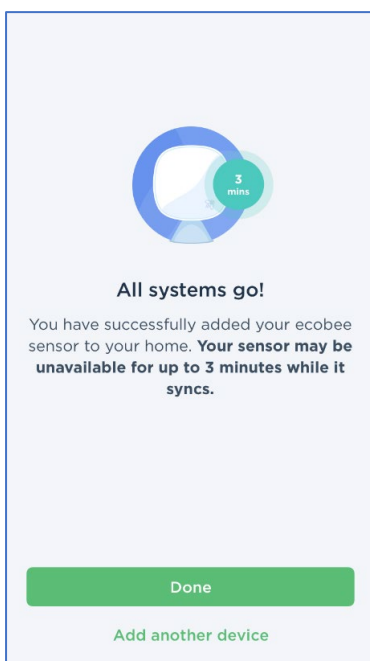 3
mins
All systems go!
You have successfully added your ecobee
sensor to your home. Your sensor may be
unavailable for up to 3 minutes while it
syncs.
Done
Add another device